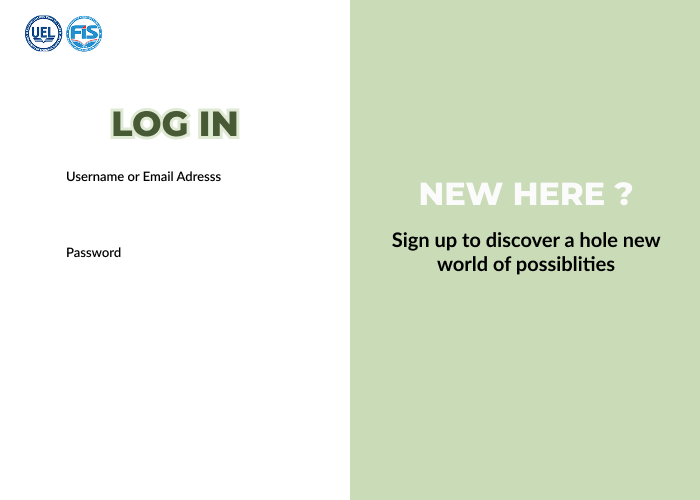 UEL
FIS
LOG IN
Username or Email Adresss
Password
NEW HERE ?
Sign up to discover a hole new
world of possiblities